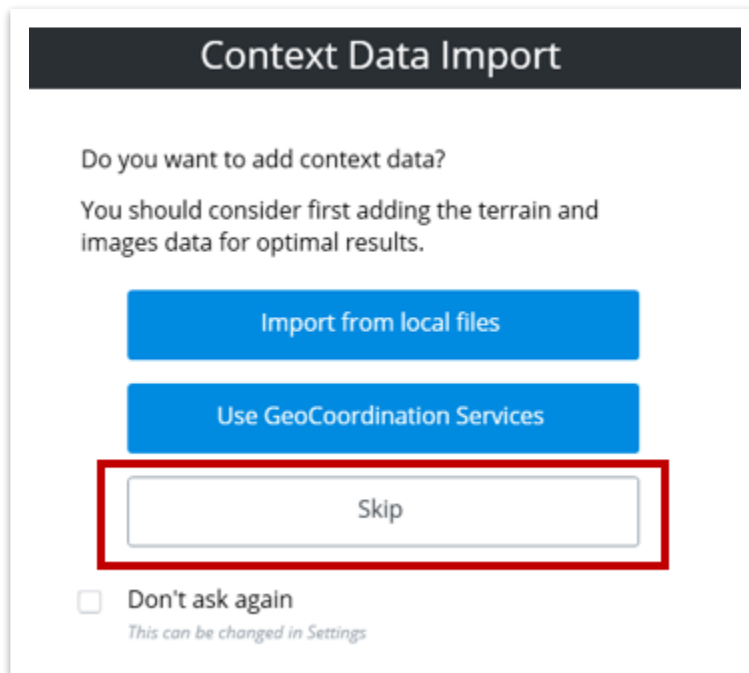 Context Data Import
Do you want to add context data?
You should consider first adding the terrain and
images data for optimal results.
Import from local files
Use GeoCoordination Services
Skip
Don't ask again
This can be changed in Settings